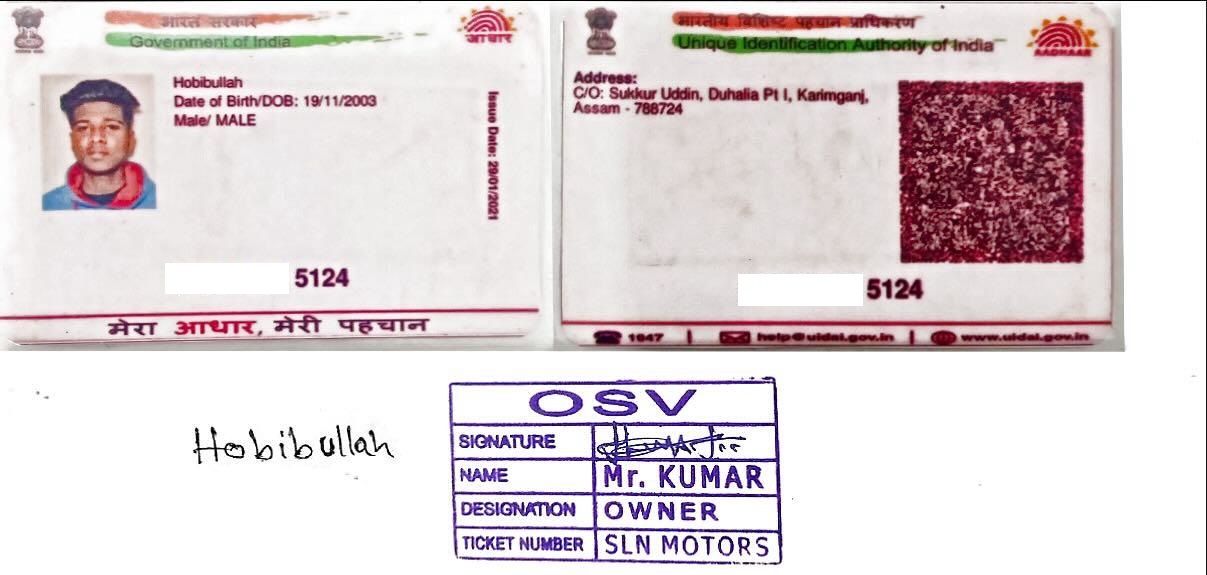 भारत सरकार
Government of India
आधार
Hobibullah
Date of Birth/DOB: 19/11/2003
Male/ MALE
Issue Date: 29/01/2021
5124
मेरा आधार, मेरी पहचान
भारतीय विशिष्ट पहचान प्राधिकरण
Unique Identification Authority of India
AADHAAR
Address:
C/O: Sukkur Uddin, Duhalia Pt I, Karimganj,
Assam - 788724
5124
1947
help@uidai.gov.in
www.uidai.gov.in
Hobibullah
OSV
SIGNATURE
NAME Mr. KUMAR
DESIGNATION OWNER
TICKET NUMBER SLN MOTORS